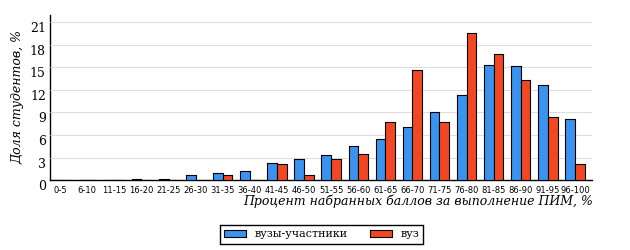 Доля студентов, %
21
18
15
12
9
6
3
0
0-5 6-10 11-15 16-20 21-25 26-30 31-35 36-40 41-45 46-50 51-55 56-60 61-65 66-70 71-75 76-80 81-85 86-90 91-95 96-100
Процент набранных баллов за выполнение ПИМ, %
вузы-участники вуз